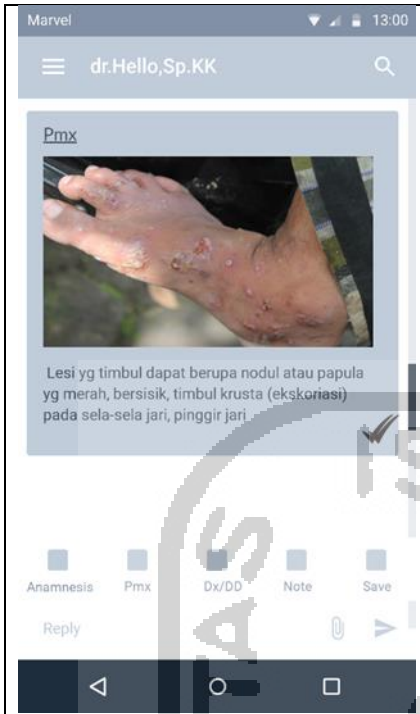 Marvel 13:00
dr.Hello,Sp.KK
Pmx
Lesi yg timbul dapat berupa nodul atau papula
yg merah, bersisik, timbul krusta (ekskoriasi)
pada sela-sela jari, pinggir jari
Anamnesis Pmx Dx/DD Note Save
Reply